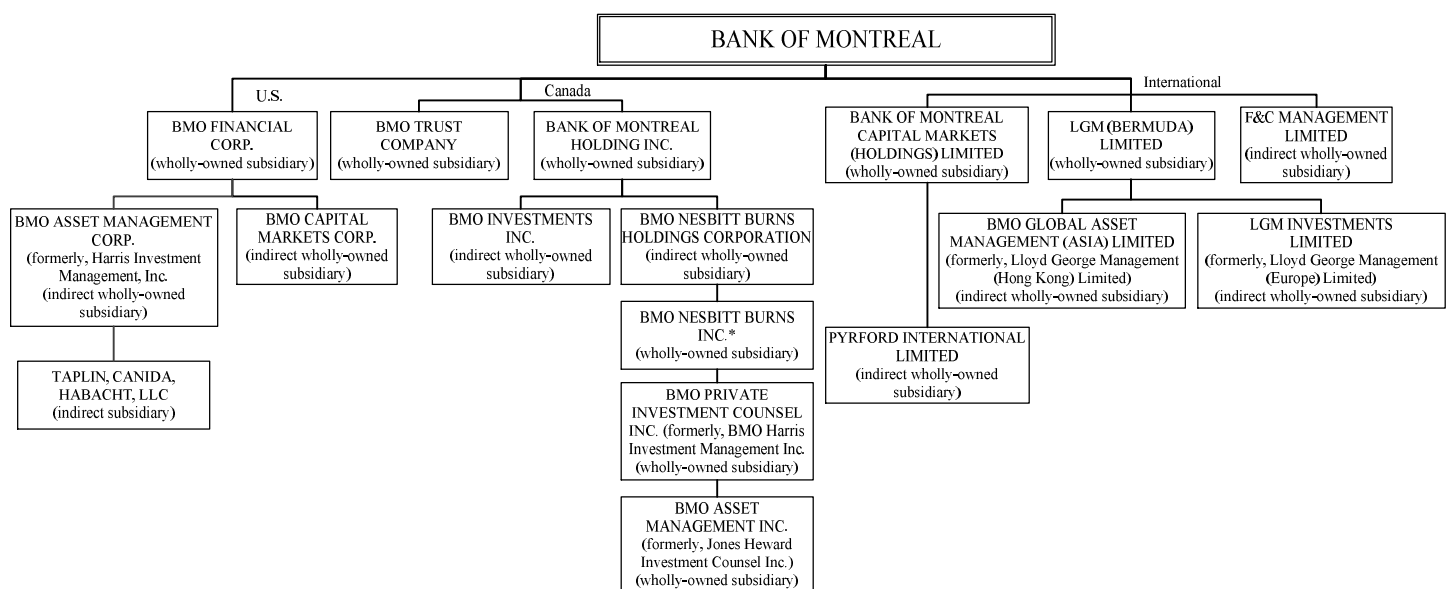 BANK OF MONTREAL
U.S.
Canada
International
BMO FINANCIAL
CORP.
(wholly-owned subsidiary)
BMO TRUST
COMPANY
(wholly-owned subsidiary)
BANK OF MONTREAL
HOLDING INC.
(wholly-owned subsidiary)
BANK OF MONTREAL
CAPITAL MARKETS
(HOLDINGS) LIMITED
(wholly-owned subsidiary)
LGM (BERMUDA)
LIMITED
(wholly-owned subsidiary)
F&C MANAGEMENT
LIMITED
(indirect wholly-owned
subsidiary)
BMO ASSET MANAGEMENT
CORP.
(formerly, Harris Investment
Management, Inc.
(indirect wholly-owned
subsidiary)
BMO CAPITAL
MARKETS CORP.
(indirect wholly-owned
subsidiary)
BMO INVESTMENTS
INC.
(indirect wholly-owned
subsidiary)
BMO NESBITT BURNS
HOLDINGS CORPORATION
(indirect wholly-owned
subsidiary)
BMO GLOBAL ASSET
MANAGEMENT (ASIA) LIMITED
(formerly, Lloyd George Management
(Hong Kong) Limited)
(indirect wholly-owned subsidiary)
LGM INVESTMENTS
LIMITED
(formerly, Lloyd George Management
(Europe) Limited)
(indirect wholly-owned subsidiary)
BMO NESBITT BURNS
INC.*
(wholly-owned subsidiary)
PYRFORD INTERNATIONAL
LIMITED
(indirect wholly-owned
subsidiary)
TAPLIN, CANIDA,
HABACHT, LLC
(indirect subsidiary)
BMO PRIVATE
INVESTMENT COUNSEL
INC. (formerly, BMO Harris
Investment Management Inc.
(wholly-owned subsidiary)
BMO ASSET
MANAGEMENT INC.
(formerly, Jones Heward
Investment Counsel Inc.)
(wholly-owned subsidiary)